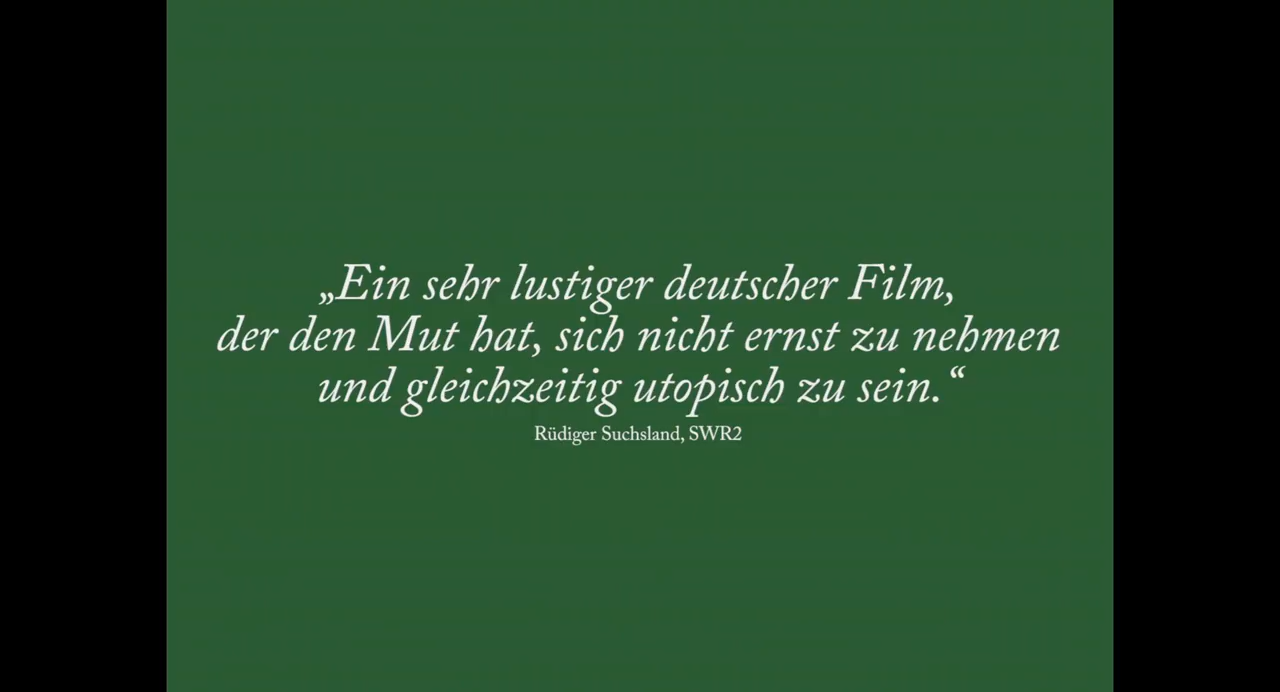 „Ein sehr lustiger deutscher Film,
der den Mut hat, sich nicht ernst zu nehmen
und gleichzeitig utopisch zu sein.“
Rüdiger Suchsland, SWR2